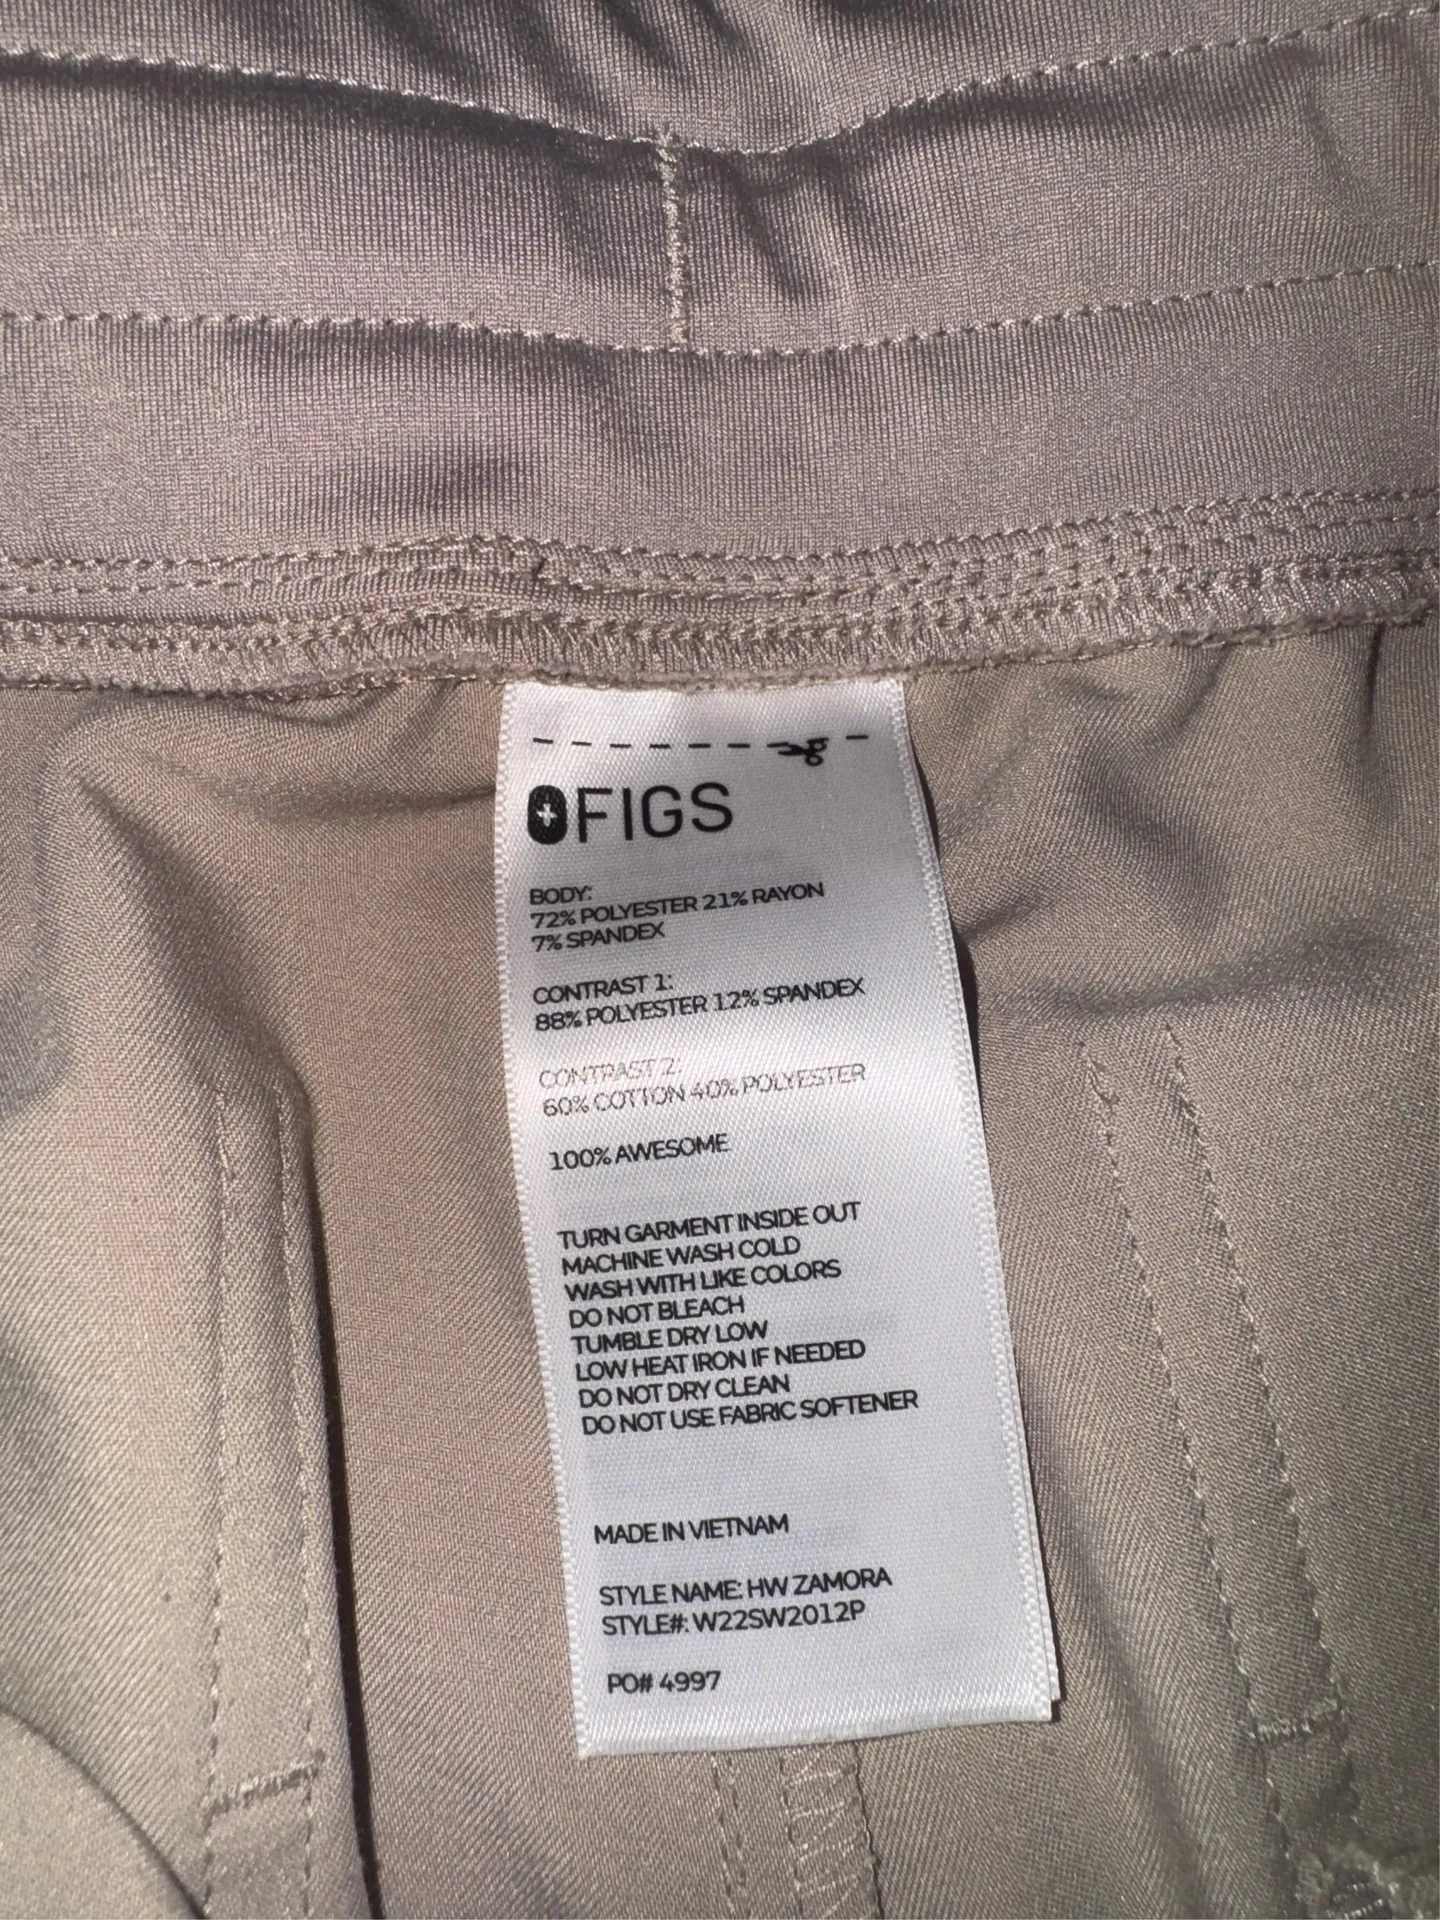 FIGS
BODY:
72% POLYESTER 21% RAYON
7% SPANDEX
CONTRAST 1:
88% POLYESTER 12% SPANDEX
CONTRAST 2:
60% COTTON 40% POLYESTER
100% AWESOME
TURN GARMENT INSIDE OUT
MACHINE WASH COLD
WASH WITH LIKE COLORS
DO NOT BLEACH
TUMBLE DRY LOW
LOW HEAT IRON IF NEEDED
DO NOT DRY CLEAN
DO NOT USE FABRIC SOFTENER
MADE IN VIETNAM
STYLE NAME: HW ZAMORA
STYLE#: W22SW2012P
PO# 4997